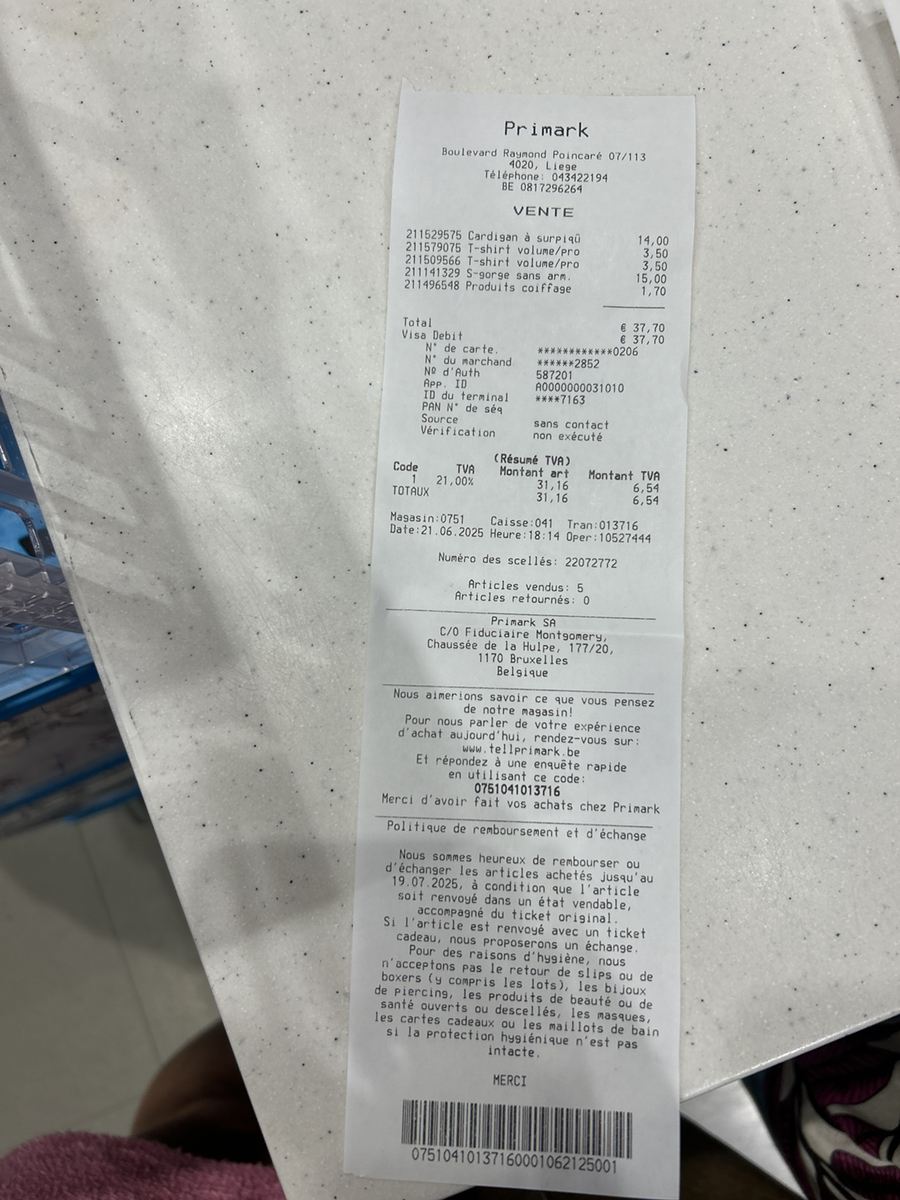 Primark
Boulevard Raymond Poincaré 07/113
4020, Liege
Téléphone: 043422194
BE 0817296264
VENTE
211529575 Cardigan à surpiqû 14,00
211579075 T-shirt volume/pro 3,50
211509566 T-shirt volume/pro 3,50
211141329 S-gorge sans arm. 15,00
211496548 Produits coiffage 1,70
Total € 37,70
Visa Debit € 37,70
N° de carte. ************0206
N° du marchand ******2852
Nº d'Auth 587201
App. ID A0000000031010
ID du terminal ****7163
PAN N° de séq
Source sans contact
Vérification non exécuté
(Résumé TVA)
Code TVA Montant art Montant TVA
1 21,00% 31,16 6,54
TOTAUX 31,16 6,54
Magasin:0751 Caisse:041 Tran:013716
Date:21.06.2025 Heure:18:14 Oper:10527444
Numéro des scellés: 22072772
Articles vendus: 5
Articles retournés: 0
Primark SA
C/O Fiduciaire Montgomery,
Chaussée de la Hulpe, 177/20,
1170 Bruxelles
Belgique
Nous aimerions savoir ce que vous pensez
de notre magasin!
Pour nous parler de votre expérience
d'achat aujourd'hui, rendez-vous sur:
www.tellprimark.be
Et répondez à une enquête rapide
en utilisant ce code:
0751041013716
Merci d'avoir fait vos achats chez Primark
Politique de remboursement et d'échange
Nous sommes heureux de rembourser ou
d'échanger les articles achetés jusqu'au
19.07.2025, à condition que l'article
soit renvoyé dans un état vendable,
accompagné du ticket original.
Si l'article est renvoyé avec un ticket
cadeau, nous proposerons un échange.
Pour des raisons d'hygiène, nous
n'acceptons pas le retour de slips ou de
boxers (y compris les lots), les bijoux
de piercing, les produits de beauté ou de
santé ouverts ou descellés, les masques,
les cartes cadeaux ou les maillots de bain
si la protection hygiénique n'est pas
intacte.
MERCI
07510410137160001062125001